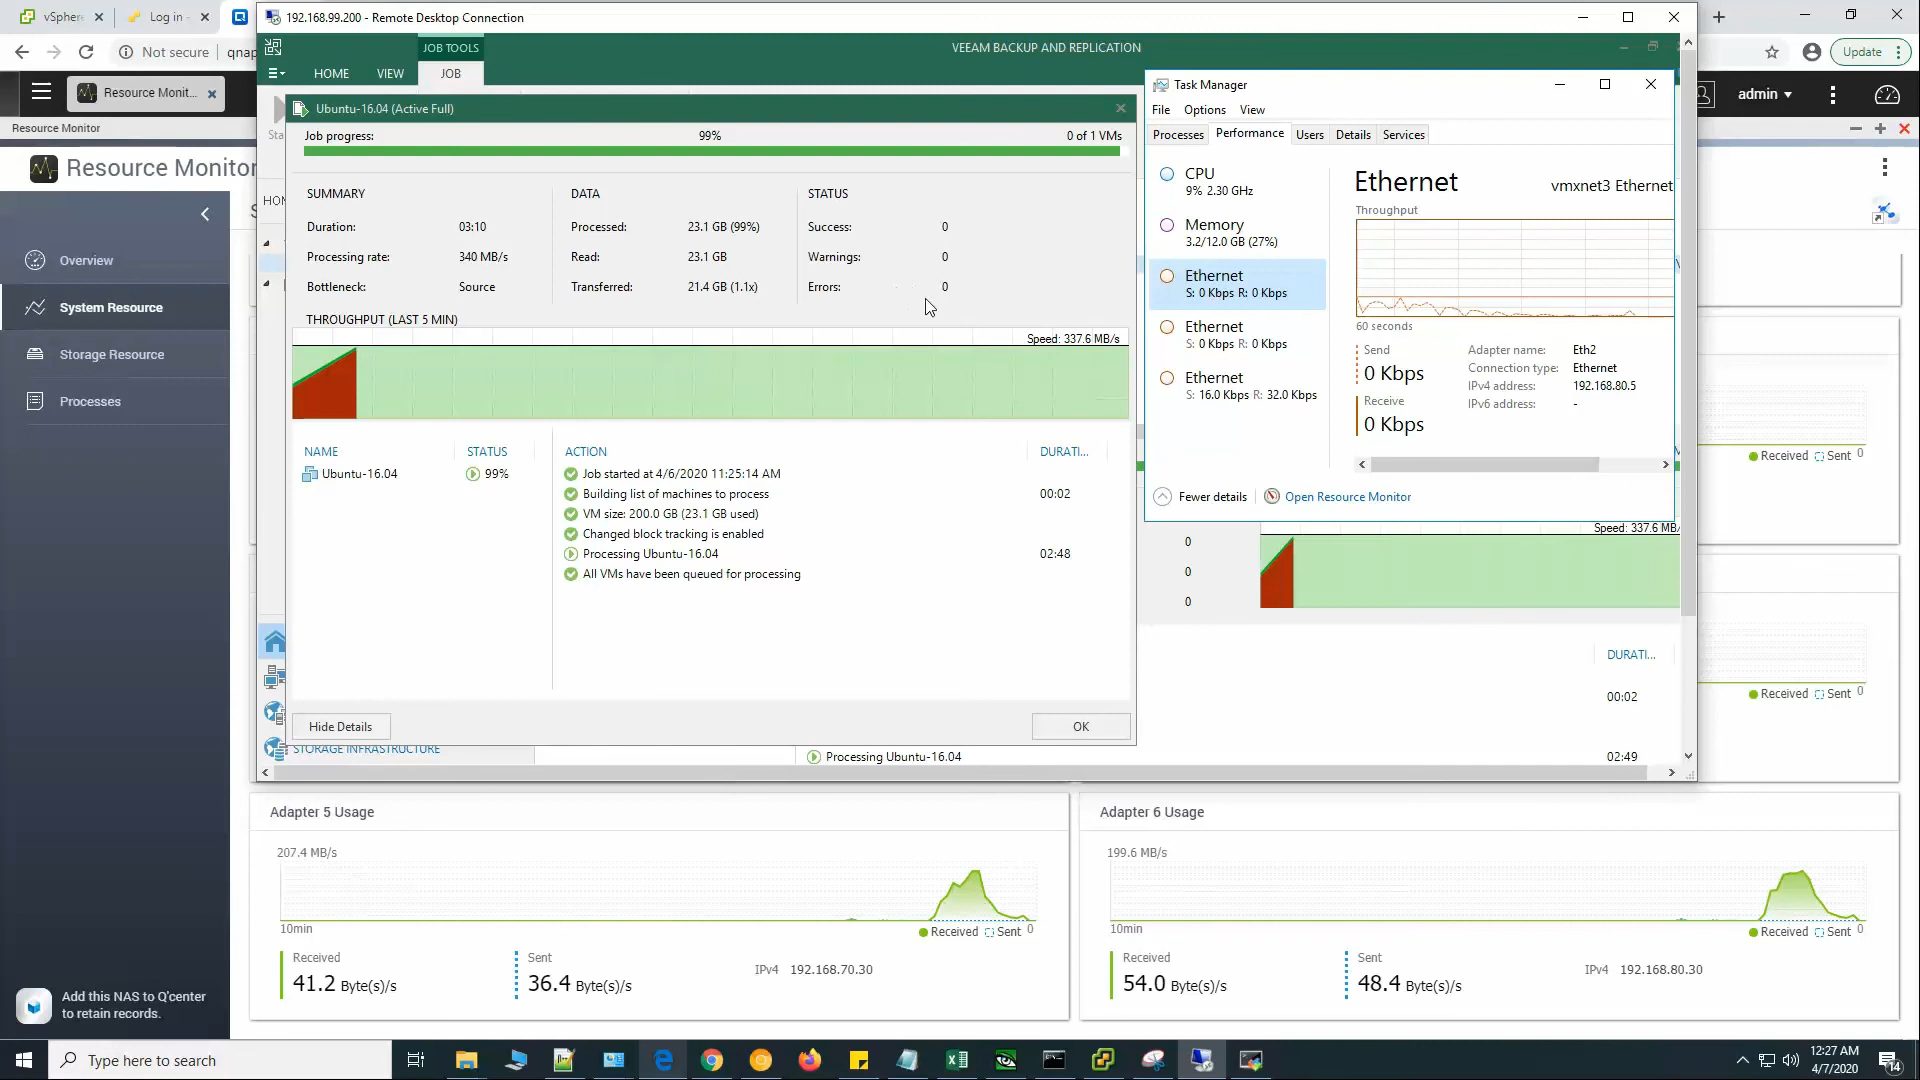 vSphere
Log in -
192.168.99.200 - Remote Desktop Connection
Not secure
qnap
Update
JOB TOOLS
VEEAM BACKUP AND REPLICATION
HOME
VIEW
JOB
Resource Monit...
admin
Resource Monitor
Resource Monitor
Overview
System Resource
Storage Resource
Processes
Add this NAS to Q'center
to retain records.
Sta
HOM
Ubuntu-16.04 (Active Full)
Job progress:
99%
0 of 1 VMs
SUMMARY
DATA
STATUS
Duration:
03:10
Processed:
23.1 GB (99%)
Success:
0
Processing rate:
340 MB/s
Read:
23.1 GB
Warnings:
0
Bottleneck:
Source
Transferred:
21.4 GB (1.1x)
Errors:
0
THROUGHPUT (LAST 5 MIN)
Speed: 337.6 MB/s
NAME
STATUS
ACTION
DURATI...
Ubuntu-16.04
99%
Job started at 4/6/2020 11:25:14 AM
Building list of machines to process
00:02
VM size: 200.0 GB (23.1 GB used)
Changed block tracking is enabled
Processing Ubuntu-16.04
02:48
All VMs have been queued for processing
Hide Details
OK
STORAGE INFRASTRUCTURE
Processing Ubuntu-16.04
02:49
Task Manager
File
Options
View
Processes
Performance
Users
Details
Services
CPU
9% 2.30 GHz
Memory
3.2/12.0 GB (27%)
Ethernet
S: 0 Kbps R: 0 Kbps
Ethernet
S: 0 Kbps R: 0 Kbps
Ethernet
S: 16.0 Kbps R: 32.0 Kbps
Ethernet
vmxnet3 Ethernet
Throughput
60 seconds
Send
0 Kbps
Receive
0 Kbps
Adapter name:
Eth2
Connection type:
Ethernet
IPv4 address:
192.168.80.5
IPv6 address:
-
Fewer details
Open Resource Monitor
Speed: 337.6 MB/
0
0
0
DURATI...
00:02
Received
Sent
0
Received
Sent
0
Adapter 5 Usage
207.4 MB/s
10min
Received
Sent
0
Received
41.2 Byte(s)/s
Sent
36.4 Byte(s)/s
IPv4
192.168.70.30
Adapter 6 Usage
199.6 MB/s
10min
Received
Sent
0
Received
54.0 Byte(s)/s
Sent
48.4 Byte(s)/s
IPv4
192.168.80.30
Type here to search
12:27 AM
4/7/2020
14